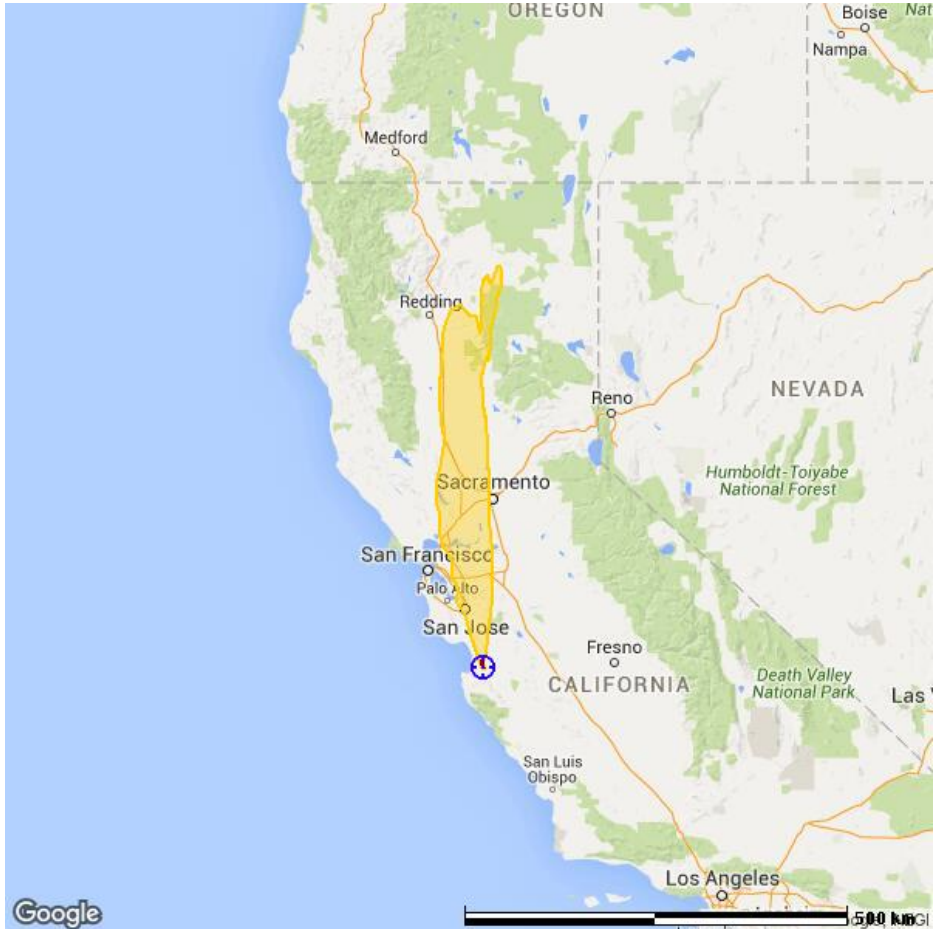 OREGON
Boise
Nampa
Medford
Redding
Reno
NEVADA
Humboldt-Toiyabe
National Forest
Sacramento
San Francisco
Palo Alto
San Jose
Fresno
CALIFORNIA
Death Valley
National Park
Las
San Luis
Obispo
Los Angeles
Google
500 km